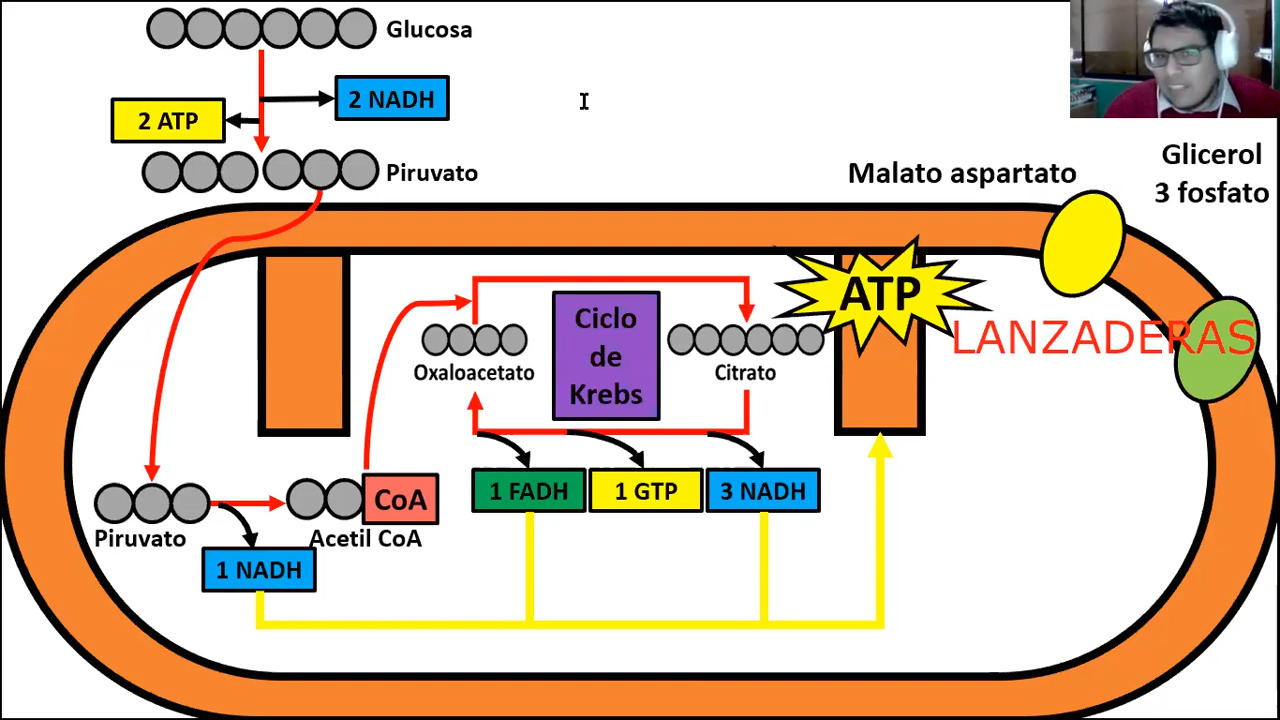 Glucosa
2 NADH
2 ATP
Piruvato
Malato aspartato
Glicerol
3 fosfato
ATP
LANZADERAS
Ciclo
de
Krebs
Oxaloacetato
Citrato
1 FADH
1 GTP
3 NADH
CoA
Piruvato
Acetil CoA
1 NADH